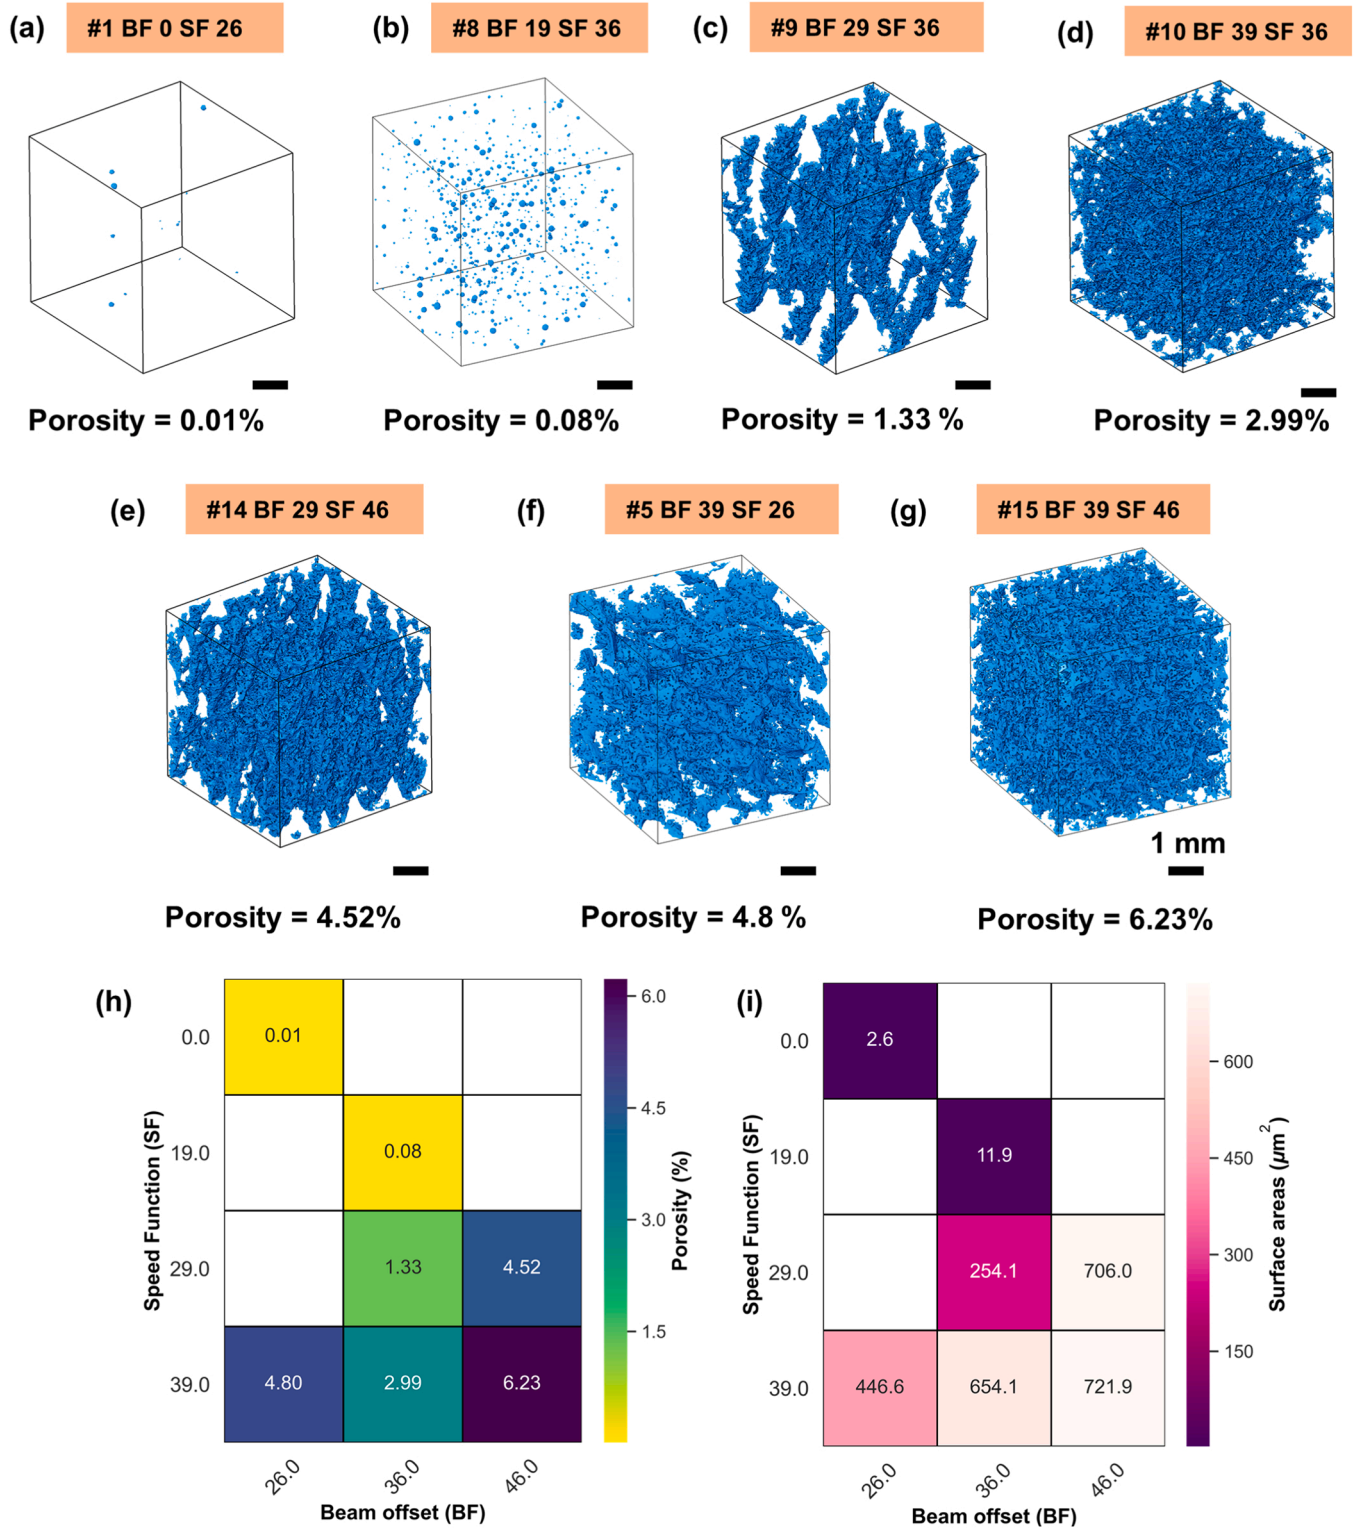 (a) #1 BF 0 SF 26
(b) #8 BF 19 SF 36
(c) #9 BF 29 SF 36
(d) #10 BF 39 SF 36
Porosity = 0.01%
Porosity = 0.08%
Porosity = 1.33 %
Porosity = 2.99%
(e) #14 BF 29 SF 46
(f) #5 BF 39 SF 26
(g) #15 BF 39 SF 46
1 mm
Porosity = 4.52%
Porosity = 4.8 %
Porosity = 6.23%
(h)
Speed Function (SF)
0.0
19.0
29.0
39.0
0.01
0.08
1.33 4.52
4.80 2.99 6.23
26.0 36.0 46.0
Beam offset (BF)
6.0
4.5
3.0
1.5
Porosity (%)
(i)
Speed Function (SF)
0.0
19.0
29.0
39.0
2.6
11.9
254.1 706.0
446.6 654.1 721.9
26.0 36.0 46.0
Beam offset (BF)
600
450
300
150
Surface areas (μm²)